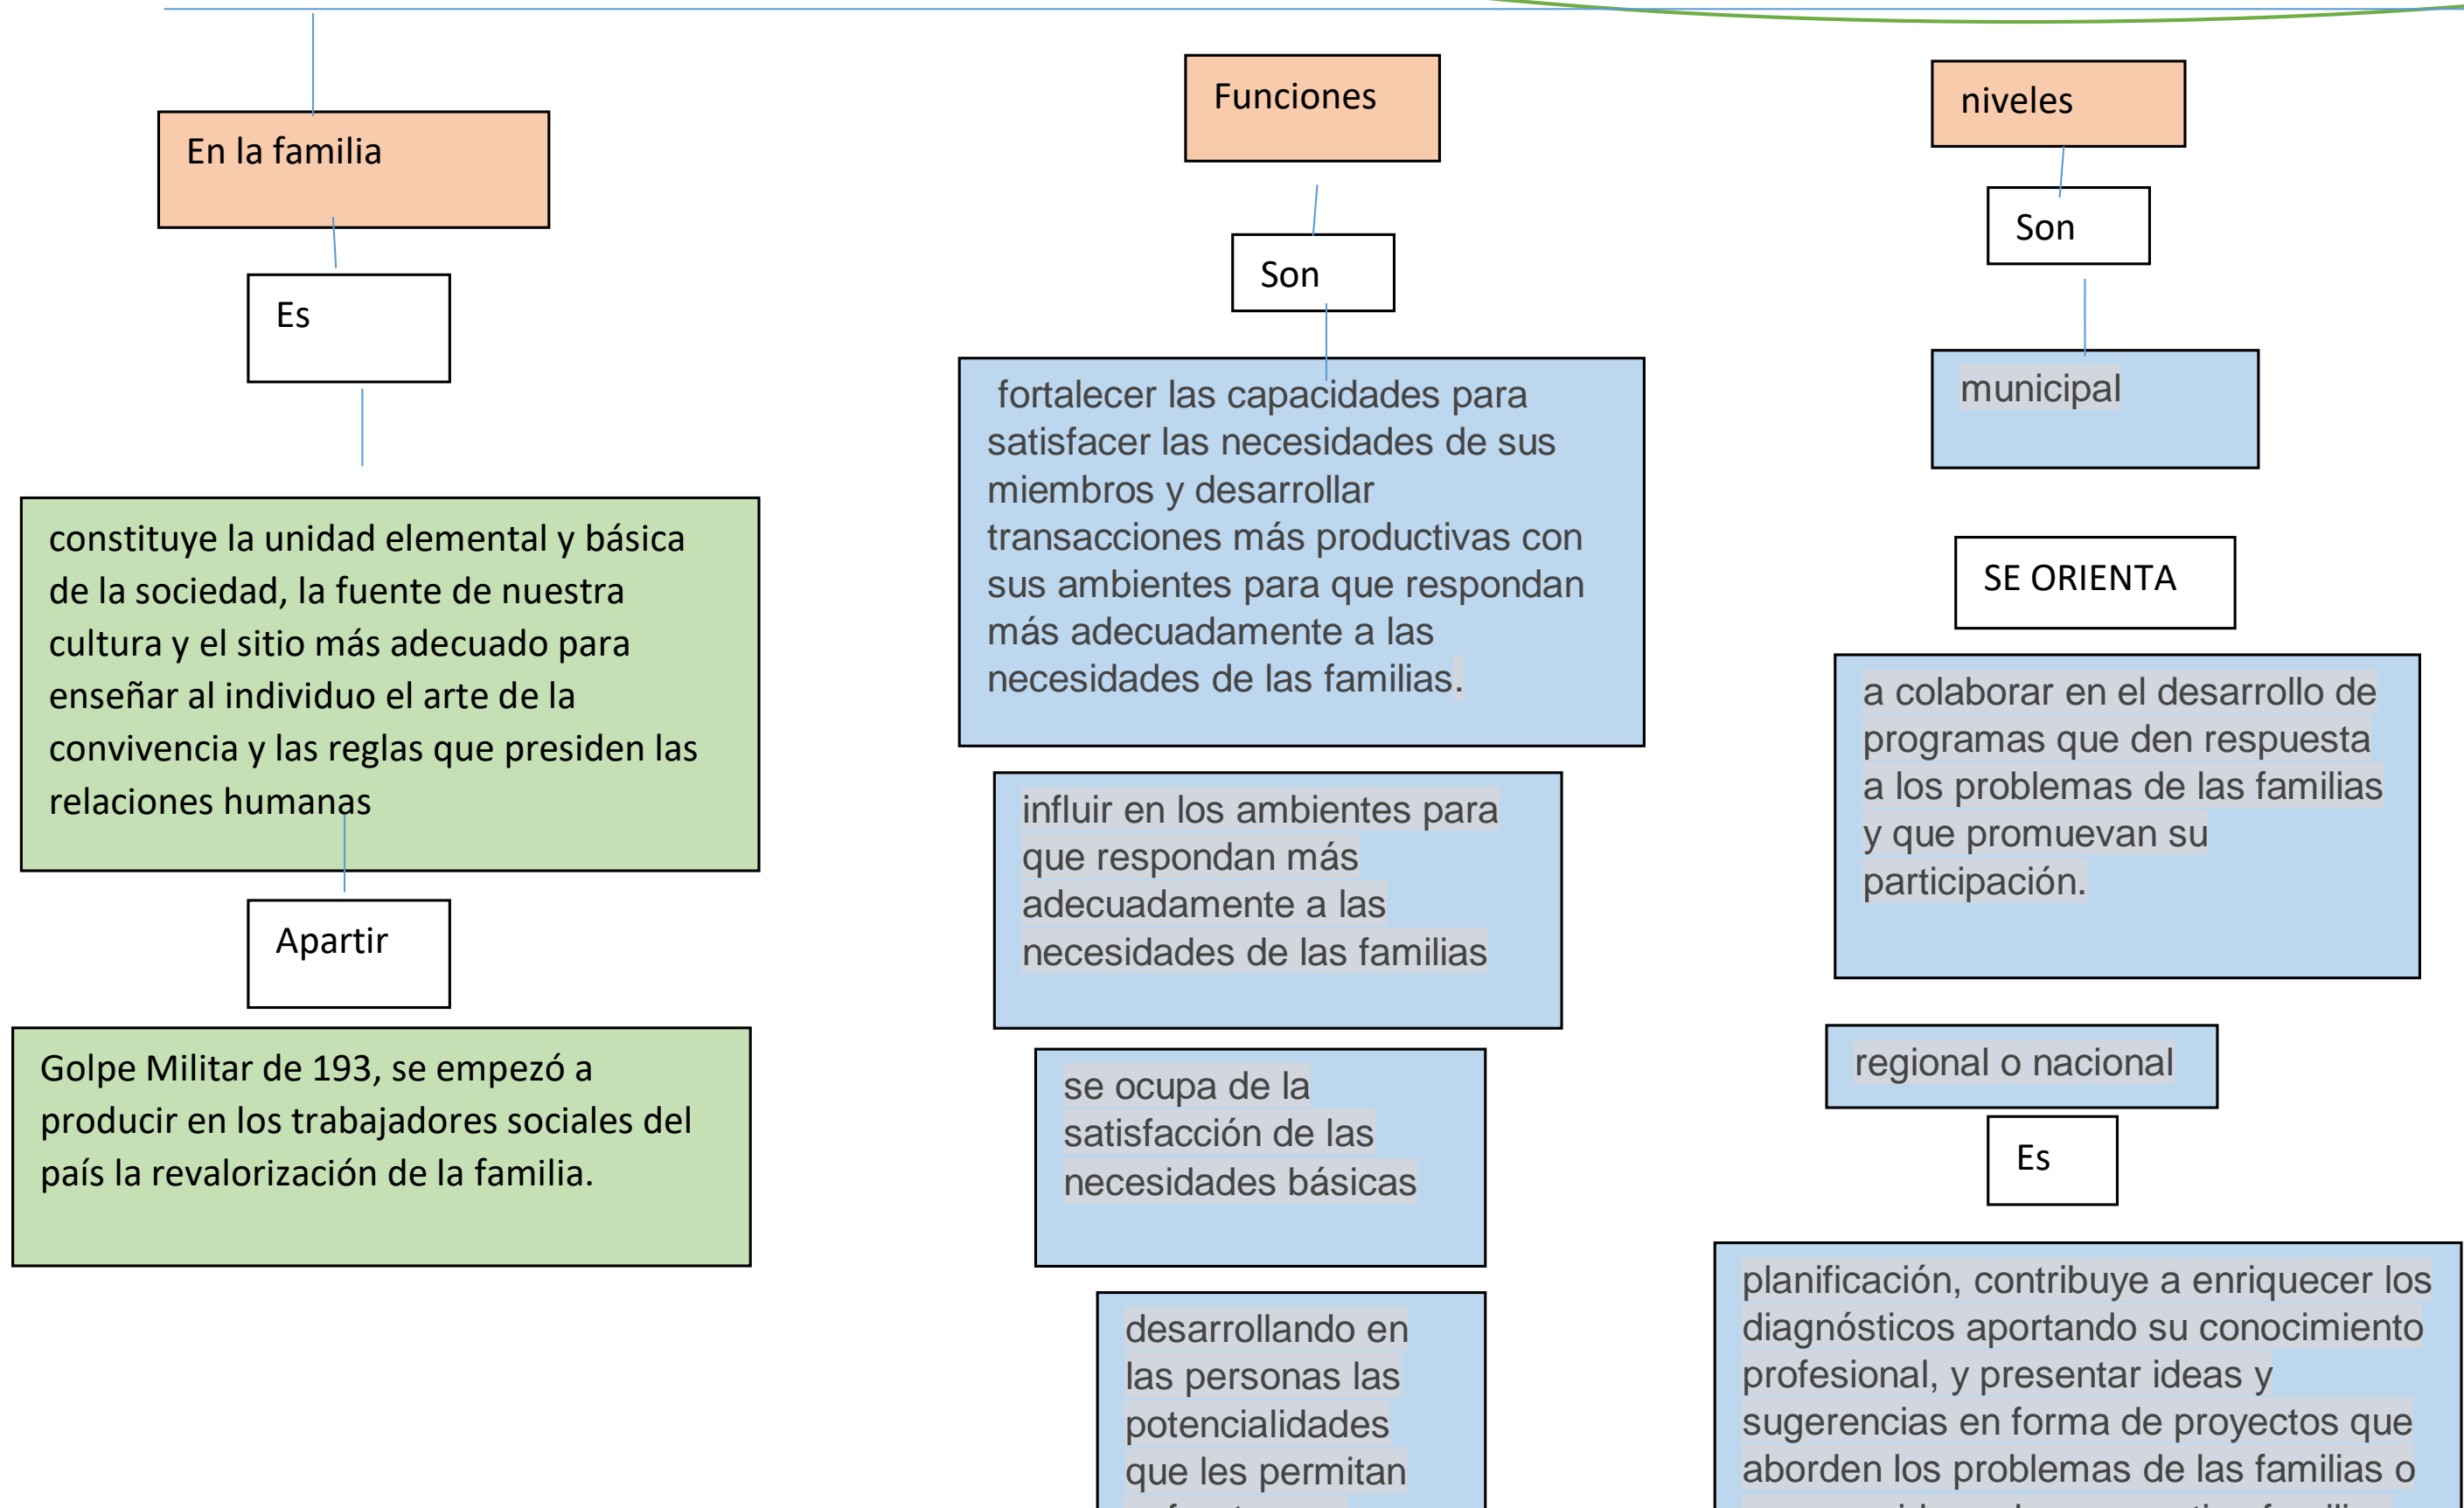 En la familia
Es
constituye la unidad elemental y básica
de la sociedad, la fuente de nuestra
cultura y el sitio más adecuado para
enseñar al individuo el arte de la
convivencia y las reglas que presiden las
relaciones humanas
Apartir
Golpe Militar de 193, se empezó a
producir en los trabajadores sociales del
país la revalorización de la familia.
Funciones
Son
fortalecer las capacidades para
satisfacer las necesidades de sus
miembros y desarrollar
transacciones más productivas con
sus ambientes para que respondan
más adecuadamente a las
necesidades de las familias.
influir en los ambientes para
que respondan más
adecuadamente a las
necesidades de las familias
se ocupa de la
satisfacción de las
necesidades básicas
desarrollando en
las personas las
potencialidades
que les permitan
niveles
Son
municipal
SE ORIENTA
a colaborar en el desarrollo de
programas que den respuesta
a los problemas de las familias
y que promuevan su
participación.
regional o nacional
Es
planificación, contribuye a enriquecer los
diagnósticos aportando su conocimiento
profesional, y presentar ideas y
sugerencias en forma de proyectos que
aborden los problemas de las familias o